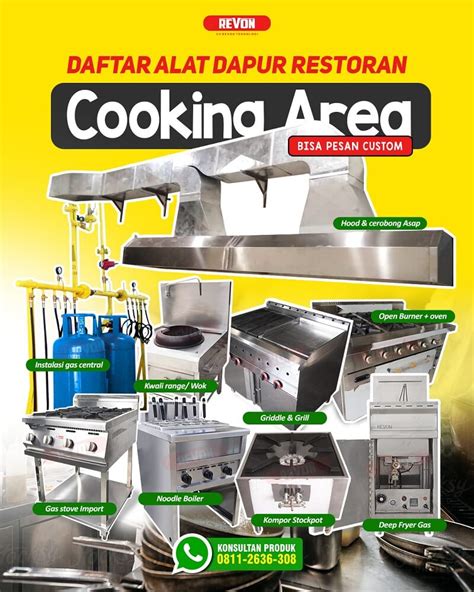 REVON
DAFTAR ALAT DAPUR RESTORAN
Cooking Area
BISA PESAN CUSTOM
Hood & cerobong Asap
Open Burner + oven
Instalasi gas central
Kwali range/ Wok
Griddle & Grill
REVON
Gas stove Import
Noodle Boiler
Kompor Stockpot
Deep Fryer Gas
KONSULTAN PRODUK
0811-2636-308